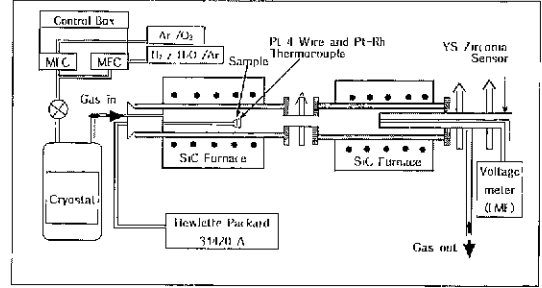 Control Box
Ar /O₂
H₂ / H₂O /Ar
MFC
MFC
Pt 4 Wire and Pt-Rh
Thermocouple
Sample
YS Zirconia
Sensor
Gas in
SiC Furnace
SiC Furnace
Cryostat
Voltage
meter
(EMF)
Hewlette Packard
31420 A
Gas out